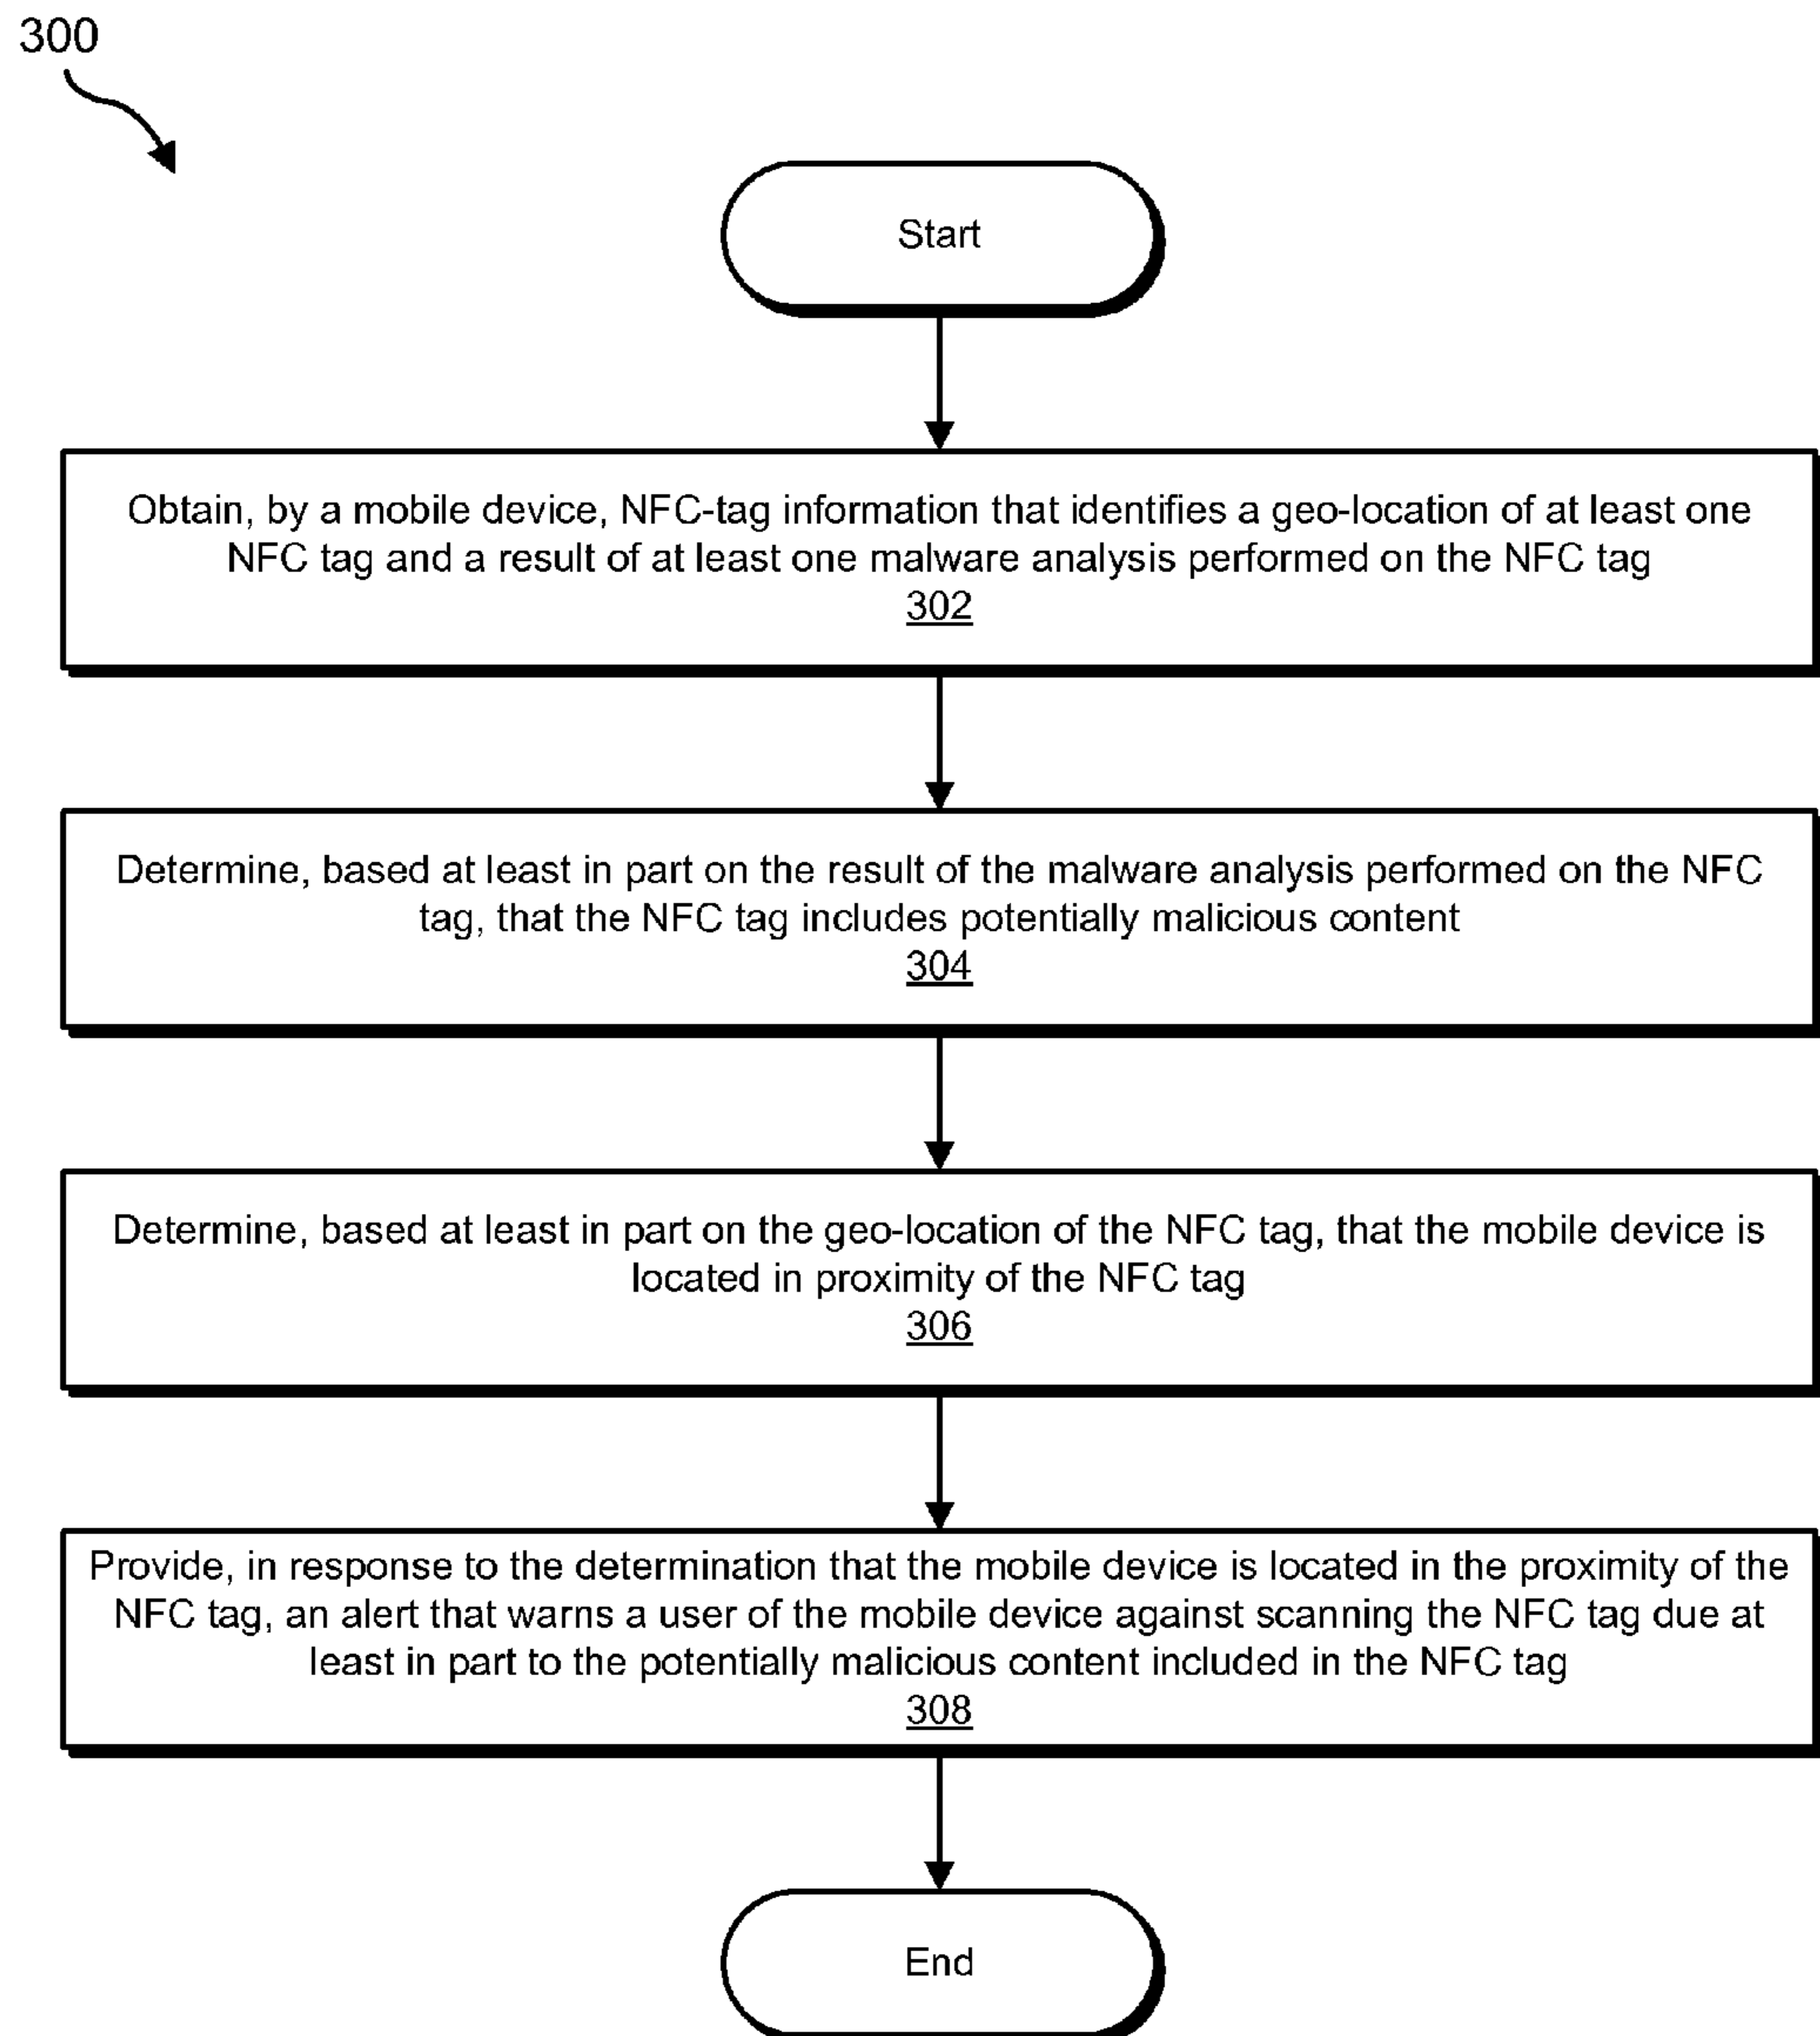 300
Start
Obtain, by a mobile device, NFC-tag information that identifies a geo-location of at least one
NFC tag and a result of at least one malware analysis performed on the NFC tag
302
Determine, based at least in part on the result of the malware analysis performed on the NFC
tag, that the NFC tag includes potentially malicious content
304
Determine, based at least in part on the geo-location of the NFC tag, that the mobile device is
located in proximity of the NFC tag
306
Provide, in response to the determination that the mobile device is located in the proximity of the
NFC tag, an alert that warns a user of the mobile device against scanning the NFC tag due at
least in part to the potentially malicious content included in the NFC tag
308
End